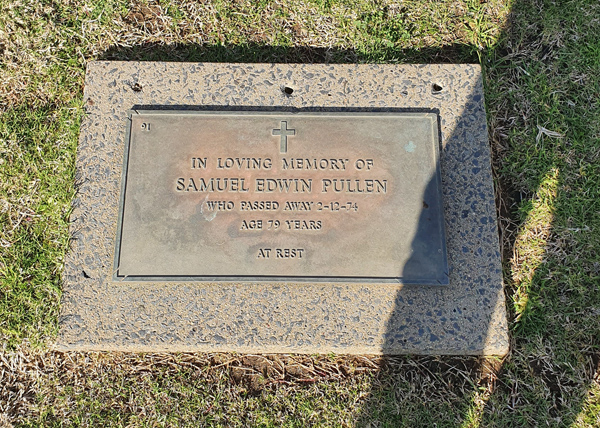 91
IN LOVING MEMORY OF
SAMUEL EDWIN PULLEN
WHO PASSED AWAY 2-12-74
AGE 79 YEARS
AT REST